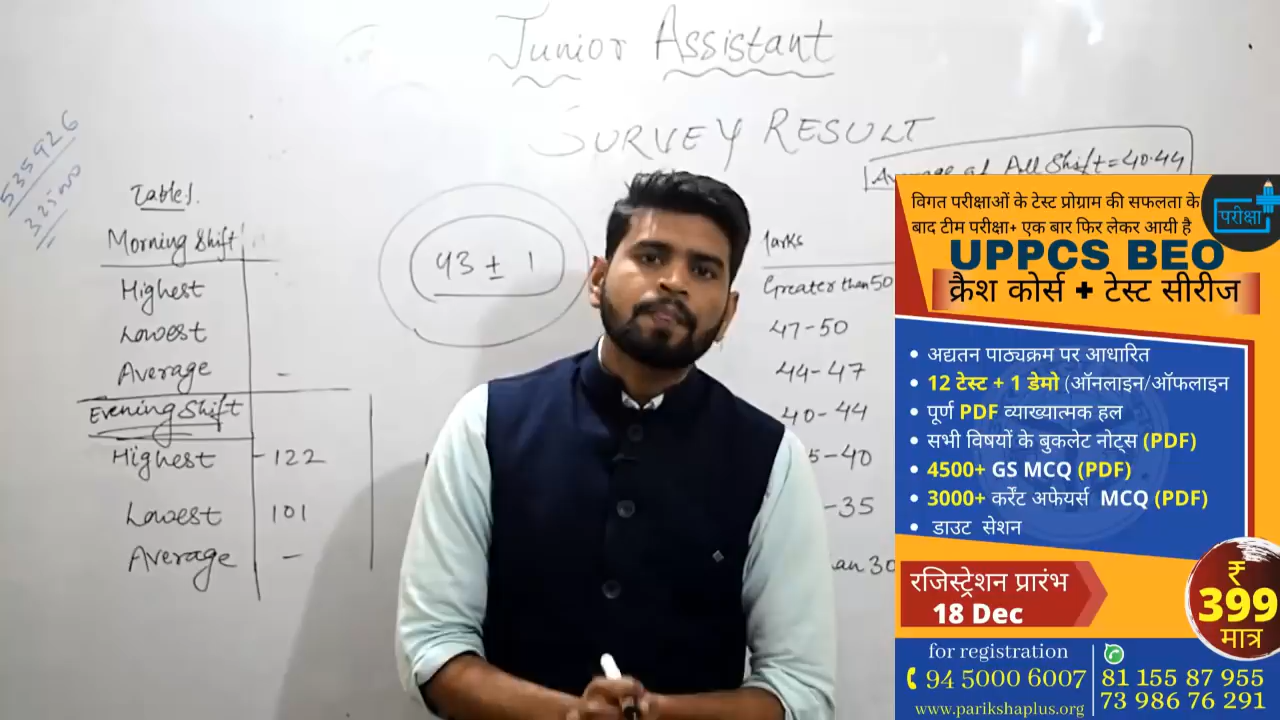 Junior Assistant
SURVEY RESULT
Average of All Shift = 40.44
535926
Table 1.
Morning Shift
Highest
Lowest
Average -
Evening Shift
Highest - 122
Lowest 101
Average -
43 ± 1
Marks
Greater than 50
47-50
44-47
40-44
5-40
-35
an 30
विगत परीक्षाओं के टेस्ट प्रोग्राम की सफलता के
बाद टीम परीक्षा+ एक बार फिर लेकर आयी है
परीक्षा
UPPCS BEO
क्रैश कोर्स + टेस्ट सीरीज
• अद्यतन पाठ्यक्रम पर आधारित
• 12 टेस्ट + 1 डेमो (ऑनलाइन/ऑफलाइन
• पूर्ण PDF व्याख्यात्मक हल
• सभी विषयों के बुकलेट नोट्स (PDF)
• 4500+ GS MCQ (PDF)
• 3000+ कर्रेंट अफेयर्स MCQ (PDF)
• डाउट सेशन
रजिस्ट्रेशन प्रारंभ
18 Dec
₹
399
मात्र
for registration
94 5000 6007
www.parikshaplus.org
81 155 87 955
73 986 76 291